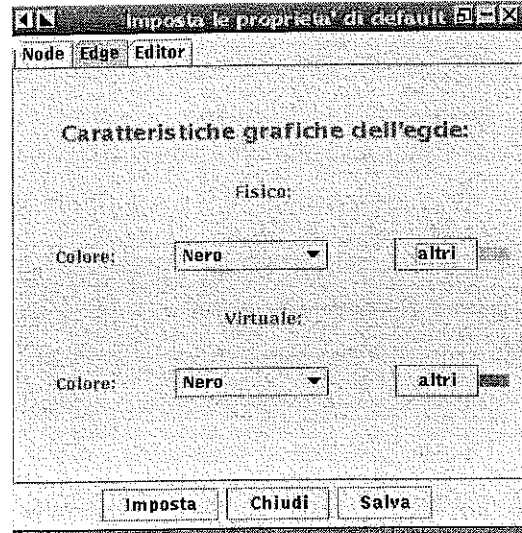 Imposta le proprieta' di default
Node Edge Editor
Caratteristiche grafiche dell'egde:
Fisico:
Colore: Nero altri
Virtuale:
Colore: Nero altri
Imposta Chiudi Salva